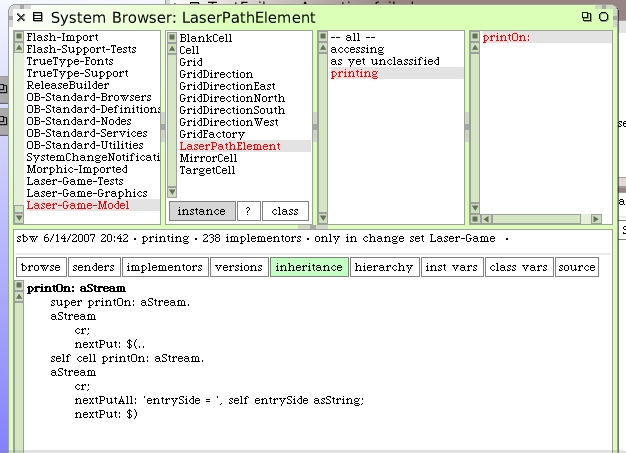 System Browser: LaserPathElement
Flash-Import
Flash-Support-Tests
TrueType-Fonts
TrueType-Support
ReleaseBuilder
OB-Standard-Browsers
OB-Standard-Definitions
OB-Standard-Nodes
OB-Standard-Services
OB-Standard-Utilities
SystemChangeNotificati
Morphic-Imported
Laser-Game-Tests
Laser-Game-Graphics
Laser-Game-Model
BlankCell
Cell
Grid
GridDirection
GridDirectionEast
GridDirectionNorth
GridDirectionSouth
GridDirectionWest
GridFactory
LaserPathElement
MirrorCell
TargetCell
instance ? class
-- all --
accessing
as yet unclassified
printing
printOn:
sbw 6/14/2007 20:42 · printing · 238 implementors · only in change set Laser-Game ·
browse senders implementors versions inheritance hierarchy inst vars class vars source
printOn: aStream
super printOn: aStream.
aStream
cr;
nextPut: $(..
self cell printOn: aStream.
aStream
cr;
nextPutAll: 'entrySide = ', self entrySide asString;
nextPut: $)